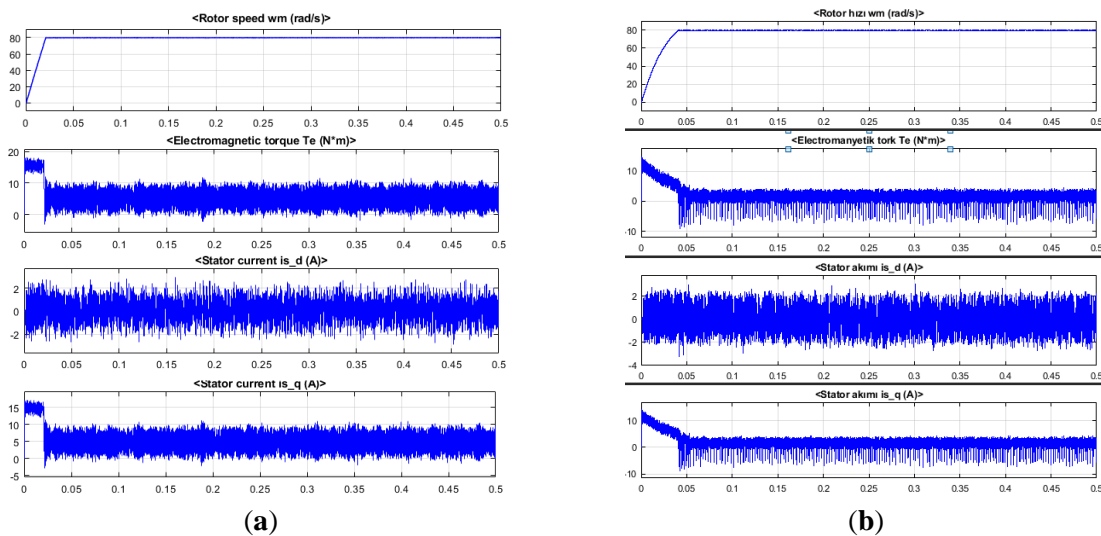 <Rotor speed wm (rad/s)>
80
60
40
20
0
0 0.05 0.1 0.15 0.2 0.25 0.3 0.35 0.4 0.45 0.5
<Electromagnetic torque Te (N*m)>
20
10
0
0 0.05 0.1 0.15 0.2 0.25 0.3 0.35 0.4 0.45 0.5
<Stator current is_d (A)>
2
0
-2
0 0.05 0.1 0.15 0.2 0.25 0.3 0.35 0.4 0.45 0.5
<Stator current is_q (A)>
15
10
5
0
-5
0 0.05 0.1 0.15 0.2 0.25 0.3 0.35 0.4 0.45 0.5
(a)
<Rotor hızı wm (rad/s)>
80
60
40
20
0
0 0.05 0.1 0.15 0.2 0.25 0.3 0.35 0.4 0.45 0.5
<Electromanyetik tork Te (N*m)>
10
0
-10
0 0.05 0.1 0.15 0.2 0.25 0.3 0.35 0.4 0.45 0.5
<Stator akımı is_d (A)>
2
0
-2
-4
0 0.05 0.1 0.15 0.2 0.25 0.3 0.35 0.4 0.45 0.5
<Stator akımı is_q (A)>
10
0
-10
0 0.05 0.1 0.15 0.2 0.25 0.3 0.35 0.4 0.45 0.5
(b)